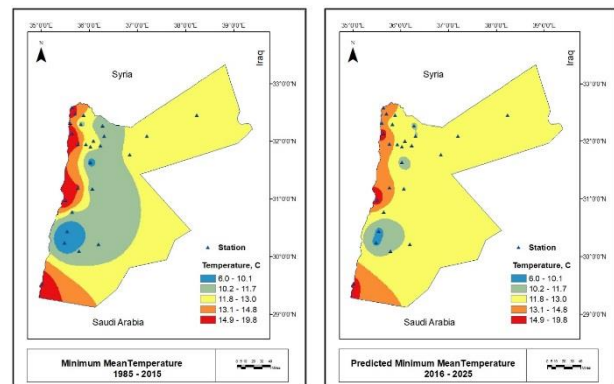 35°0'0"E 36°0'0"E 37°0'0"E 38°0'0"E 39°0'0"E
N
Syria
Iraq
33°0'0"N
32°0'0"N
31°0'0"N
30°0'0"N
29°0'0"N
Station
Temperature, C
6.0 - 10.1
10.2 - 11.7
11.8 - 13.0
13.1 - 14.8
14.9 - 19.8
Saudi Arabia
Minimum MeanTemperature
1985 - 2015
35°0'0"E 36°0'0"E 37°0'0"E 38°0'0"E 39°0'0"E
N
Syria
Iraq
33°0'0"N
32°0'0"N
31°0'0"N
30°0'0"N
29°0'0"N
Station
Temperature, C
6.0 - 10.1
10.2 - 11.7
11.8 - 13.0
13.1 - 14.8
14.9 - 19.8
Saudi Arabia
Predicted Minimum MeanTemperature
2016 - 2025